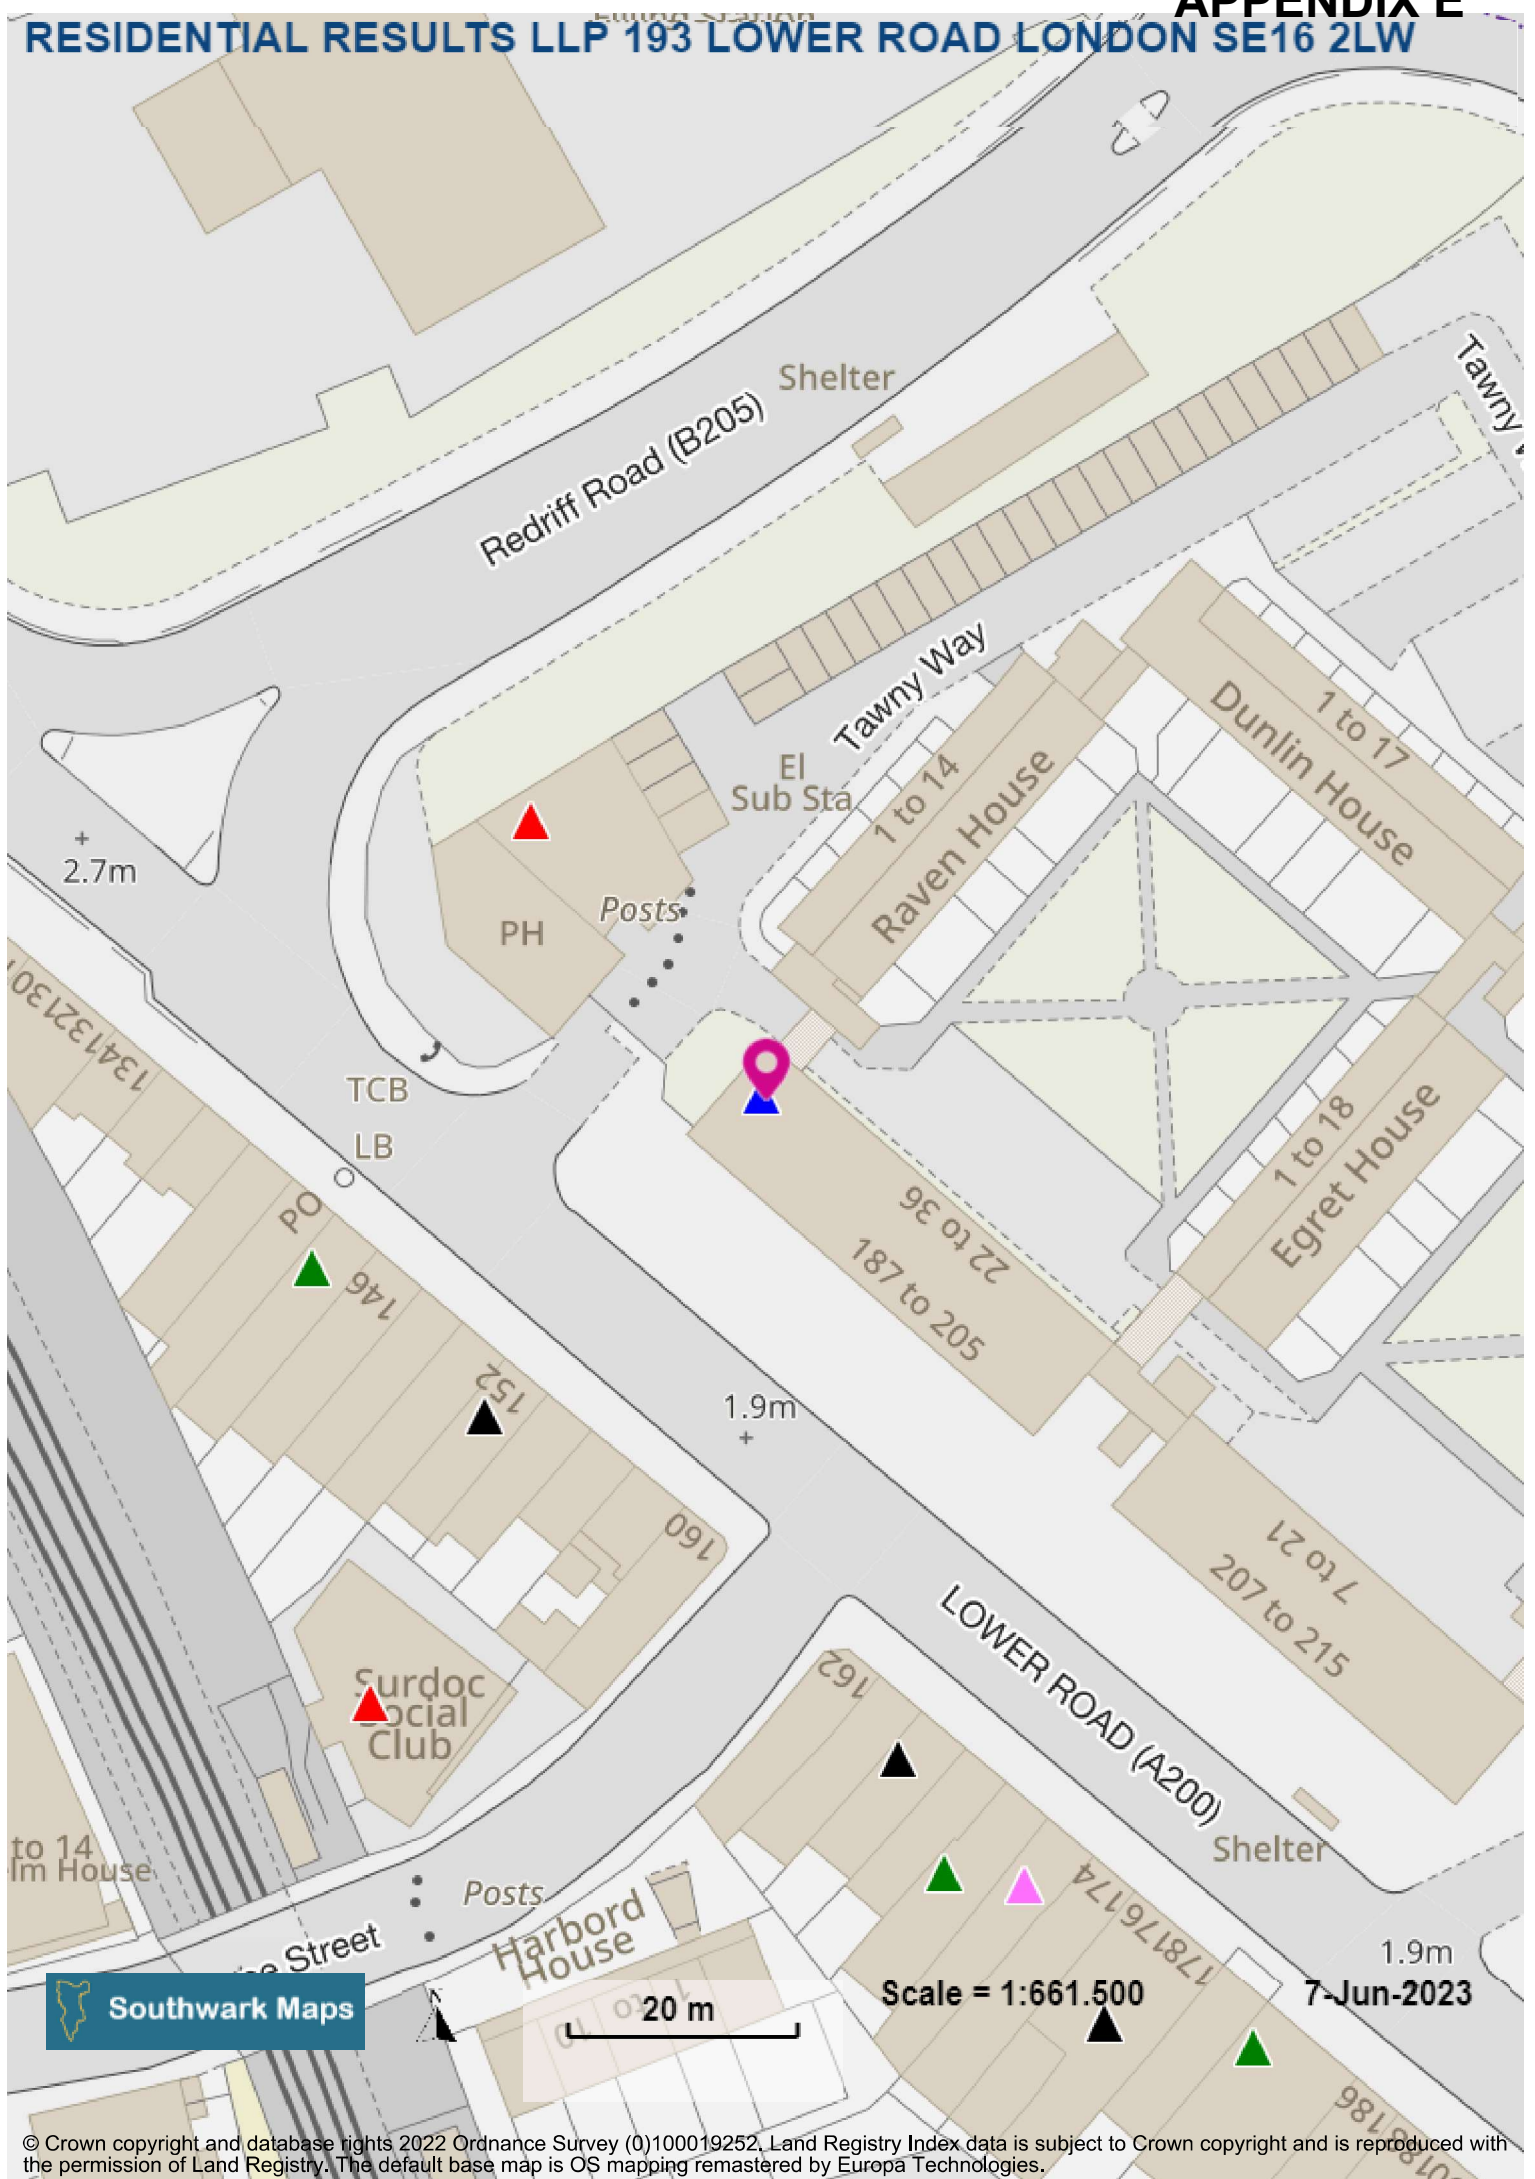 APPENDIX E
RESIDENTIAL RESULTS LLP 193 LOWER ROAD LONDON SE16 2LW
Shelter
Redriff Road (B205)
Tawny
Tawny Way
El
Sub Sta
1 to 14
Raven House
1 to 17
Dunlin House
2.7m
Posts
PH
134
132
130
TCB
LB
PO
146
22 to 36
187 to 205
1 to 18
Egret House
152
1.9m
160
7 to 21
207 to 215
LOWER ROAD (A200)
162
Surdoc
Social
Club
Shelter
to 14
lm House
Posts
Harbord
House
1 to 10
Street
174
176
178
1.9m
186
Southwark Maps
N
20 m
Scale = 1:661.500
7-Jun-2023
© Crown copyright and database rights 2022 Ordnance Survey (0)100019252. Land Registry Index data is subject to Crown copyright and is reproduced with
the permission of Land Registry. The default base map is OS mapping remastered by Europa Technologies.